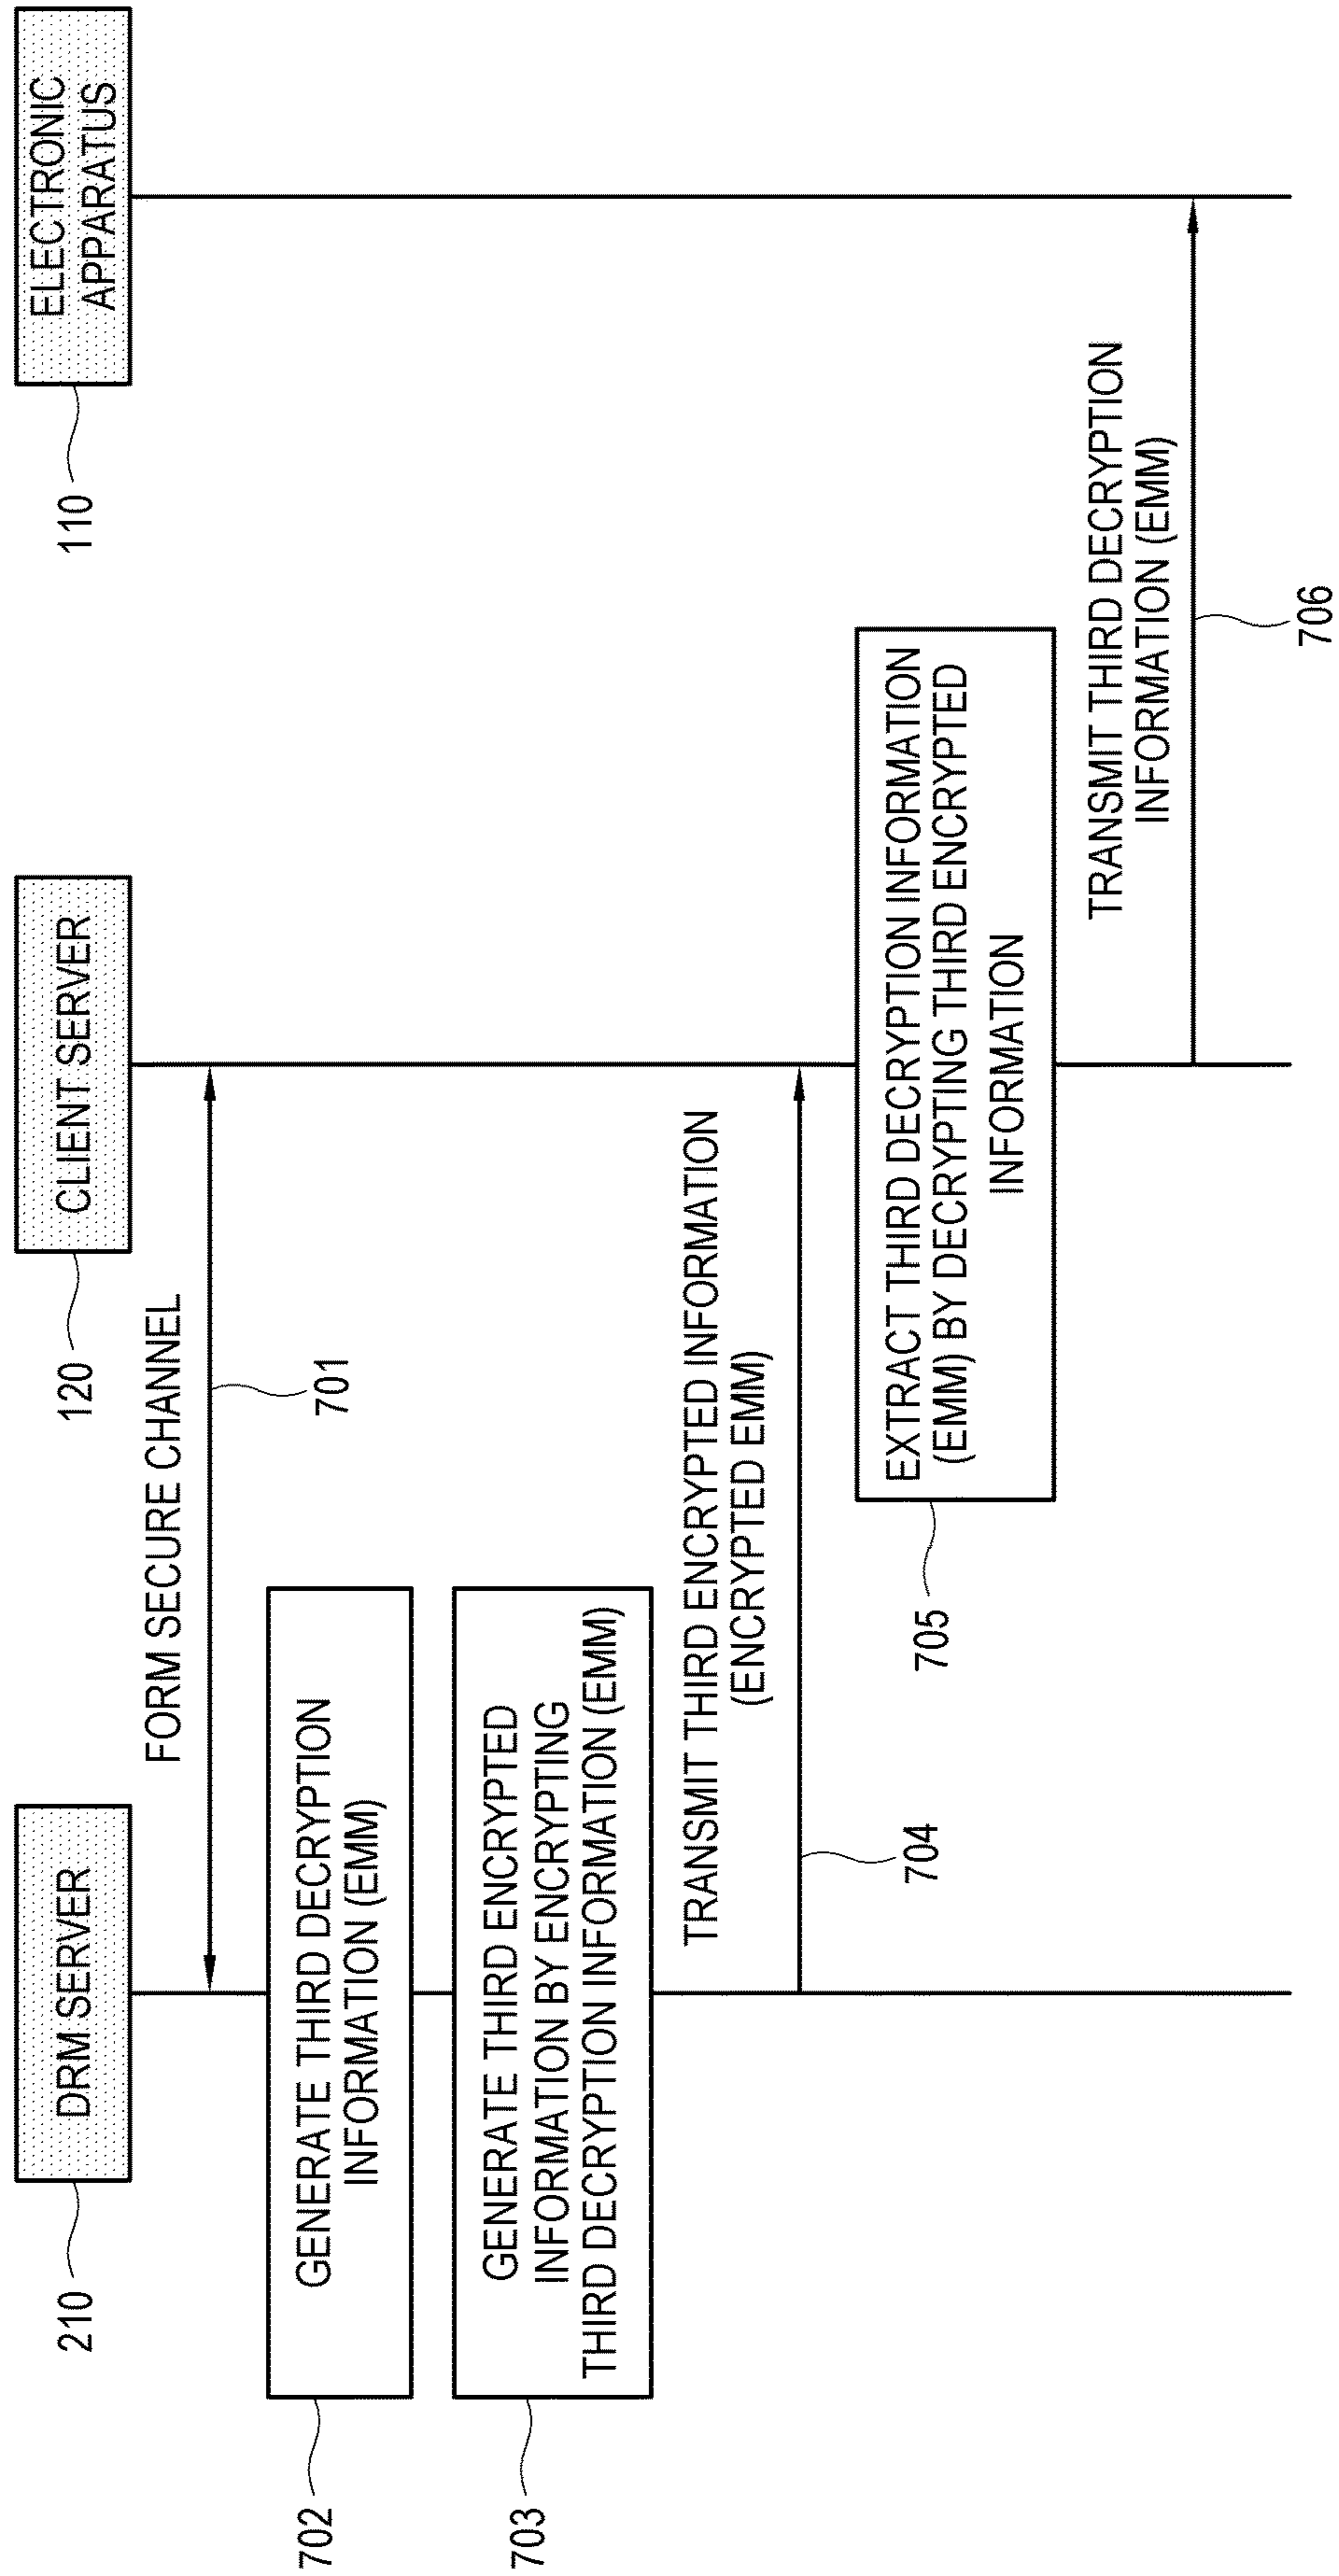 DRM SERVER
210
CLIENT SERVER
120
ELECTRONIC
APPARATUS
110
FORM SECURE CHANNEL
701
GENERATE THIRD DECRYPTION
INFORMATION (EMM)
702
GENERATE THIRD ENCRYPTED
INFORMATION BY ENCRYPTING
THIRD DECRYPTION INFORMATION (EMM)
703
TRANSMIT THIRD ENCRYPTED INFORMATION
(ENCRYPTED EMM)
704
EXTRACT THIRD DECRYPTION INFORMATION
(EMM) BY DECRYPTING THIRD ENCRYPTED
INFORMATION
705
TRANSMIT THIRD DECRYPTION
INFORMATION (EMM)
706